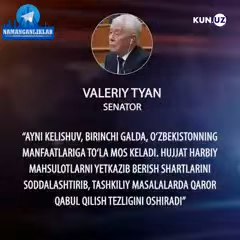 NAMANGANLIKLAR
KUN.UZ
VALERIY TYAN
SENATOR
“AYNI KELISHUV, BIRINCHI GALDA, O‘ZBEKISTONNING
MANFAATLARIGA TO‘LA MOS KELADI. HUJJAT HARBIY
MAHSULOTLARNI YETKAZIB BERISH SHARTLARINI
SODDALASHTIRIB, TASHKILIY MASALALARDA QAROR
QABUL QILISH TEZLIGINI OSHIRADI”